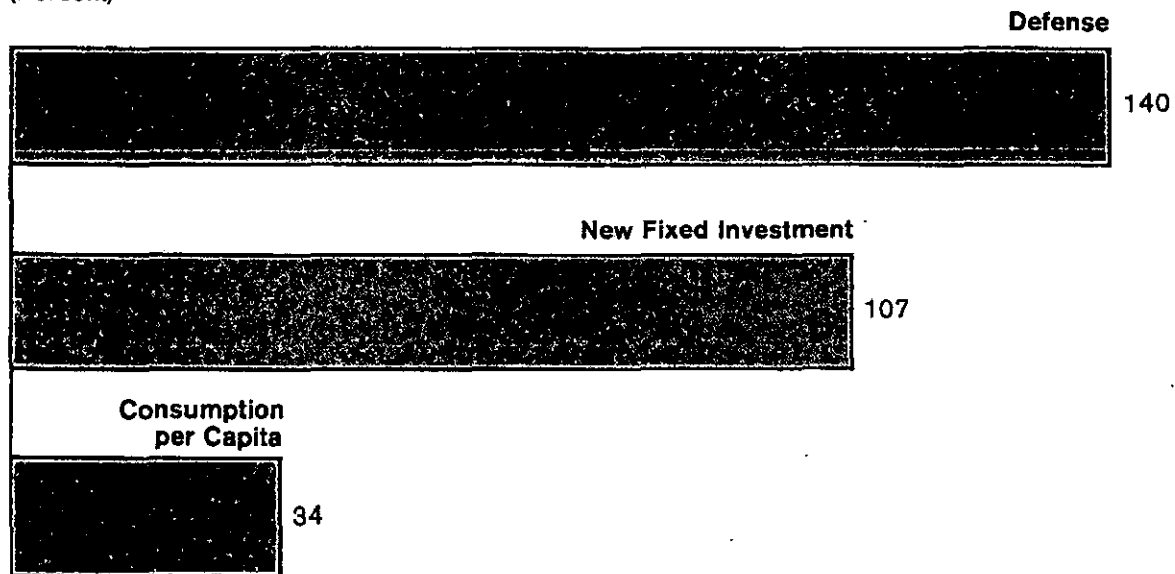 Defense
140
New Fixed Investment
107
Consumption
per Capita
34